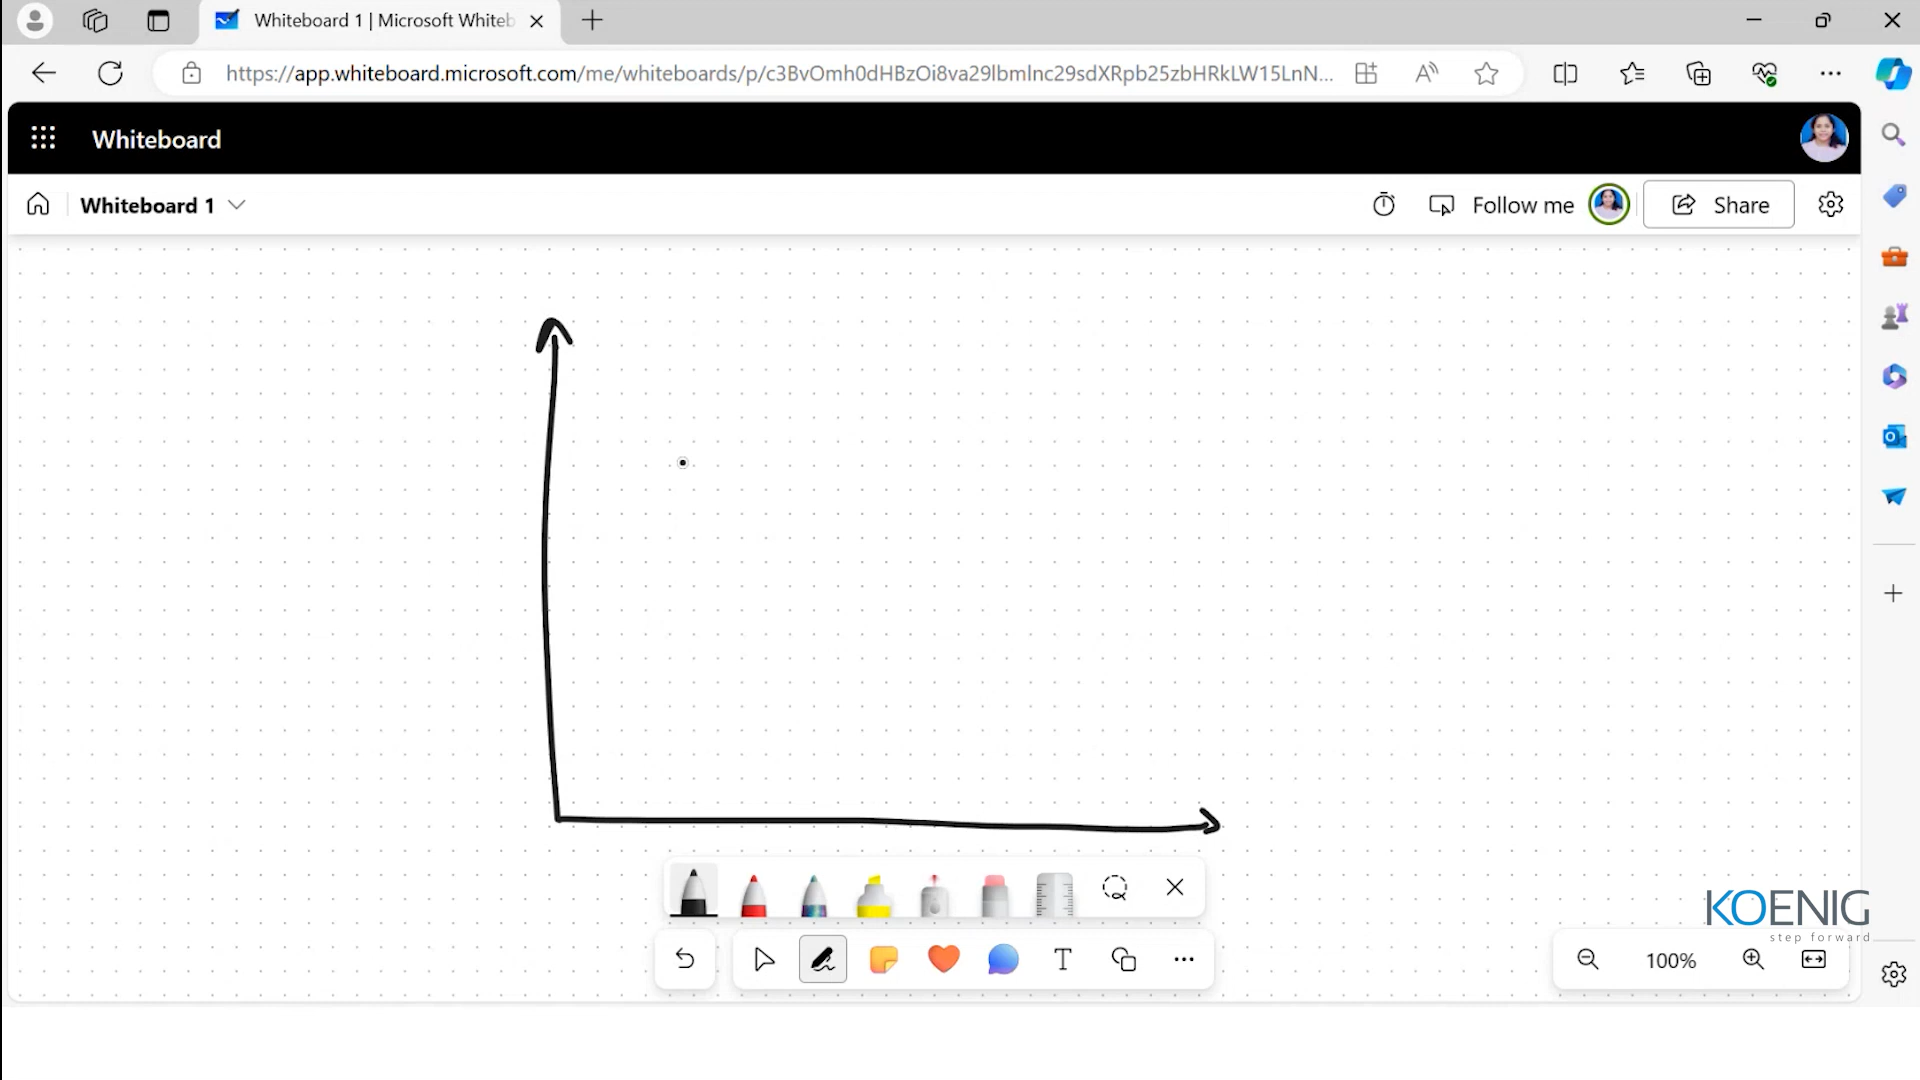 Whiteboard 1 | Microsoft Whiteb
https://app.whiteboard.microsoft.com/me/whiteboards/p/c3BvOmh0dHBzOi8va29lbmlnc29sdXRpb25zbHRkLW15LnN...
Whiteboard
Whiteboard 1
Follow me
Share
T
KOENIG
step forward
100%